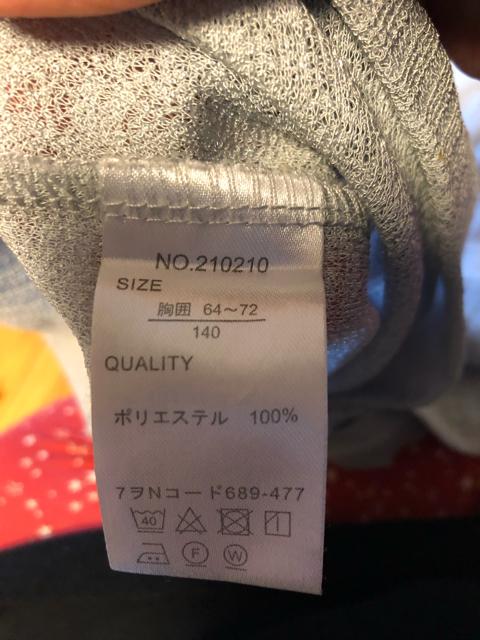 NO.210210
SIZE
胸囲 64～72
140
QUALITY
ポリエステル 100%
7ヲNコード689-477
40
F W